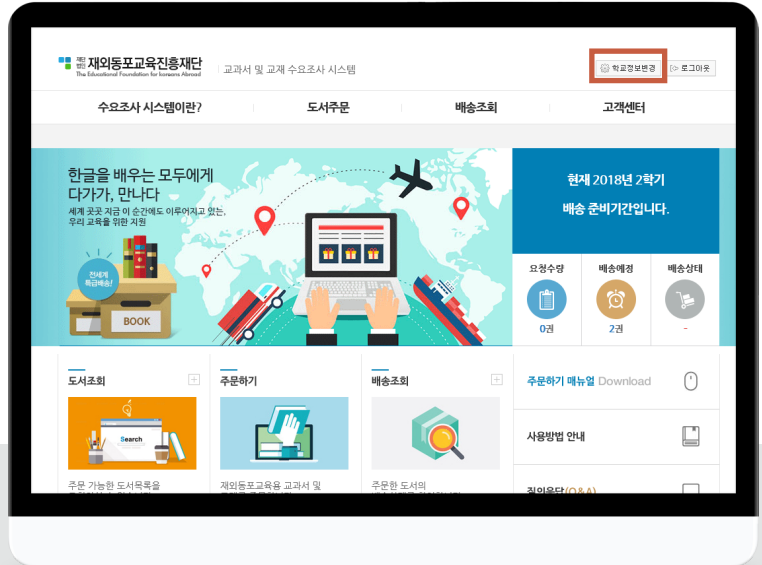 재단법인 재외동포교육진흥재단
The Educational Foundation for koreans Abroad
교과서 및 교재 수요조사 시스템
학교정보변경
로그아웃
수요조사 시스템이란?
도서주문
배송조회
고객센터
한글을 배우는 모두에게
다가가, 만나다
세계 곳곳 지금 이 순간에도 이루어지고 있는,
우리 교육을 위한 지원
전세계
특급배송!
BOOK
현재 2018년 2학기
배송 준비기간입니다.
요청수량
배송예정
배송상태
0권
2권
-
도서조회
주문하기
배송조회
Search
주문 가능한 도서목록을
재외동포교육용 교과서 및
주문한 도서의
주문하기 매뉴얼 Download
사용방법 안내
질의응답(Q&A)